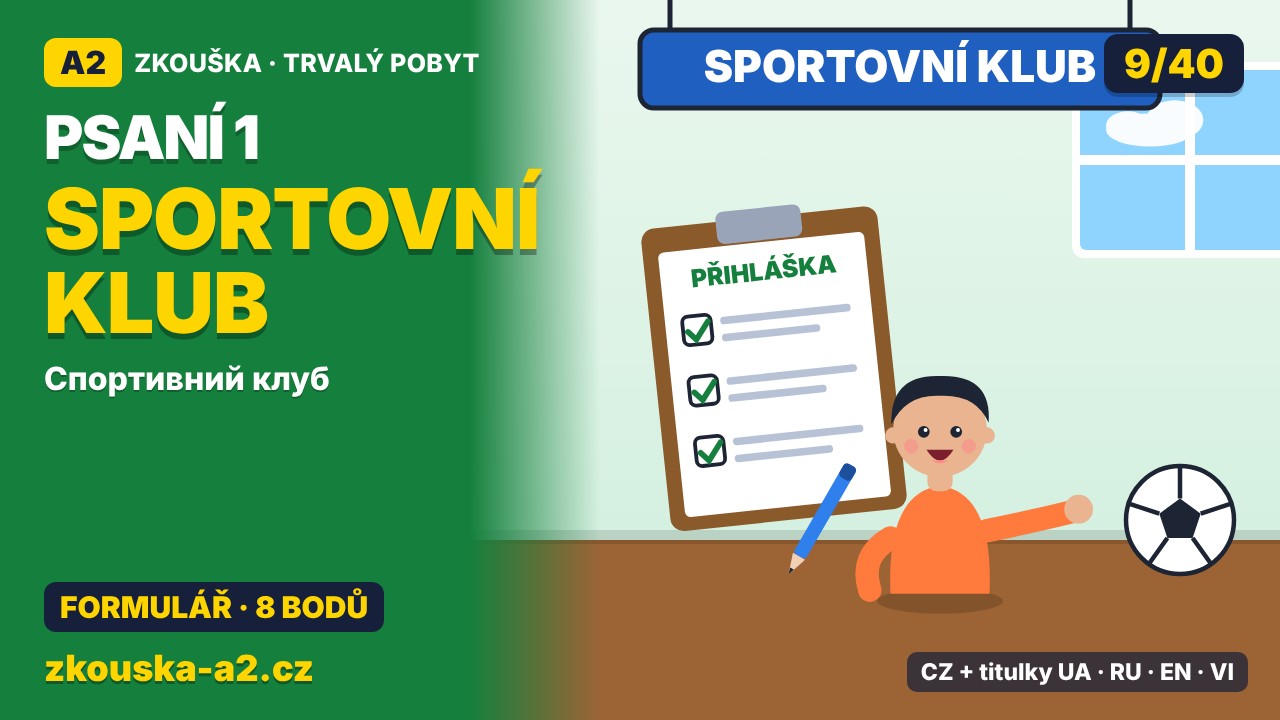 A2 ZKOUŠKA · TRVALÝ POBYT
PSANÍ 1
SPORTOVNÍ
KLUB
Спортивний клуб
FORMULÁŘ · 8 BODŮ
zkouska-a2.cz
SPORTOVNÍ KLUB
9/40
PŘIHLÁŠKA
CZ + titulky UA · RU · EN · VI